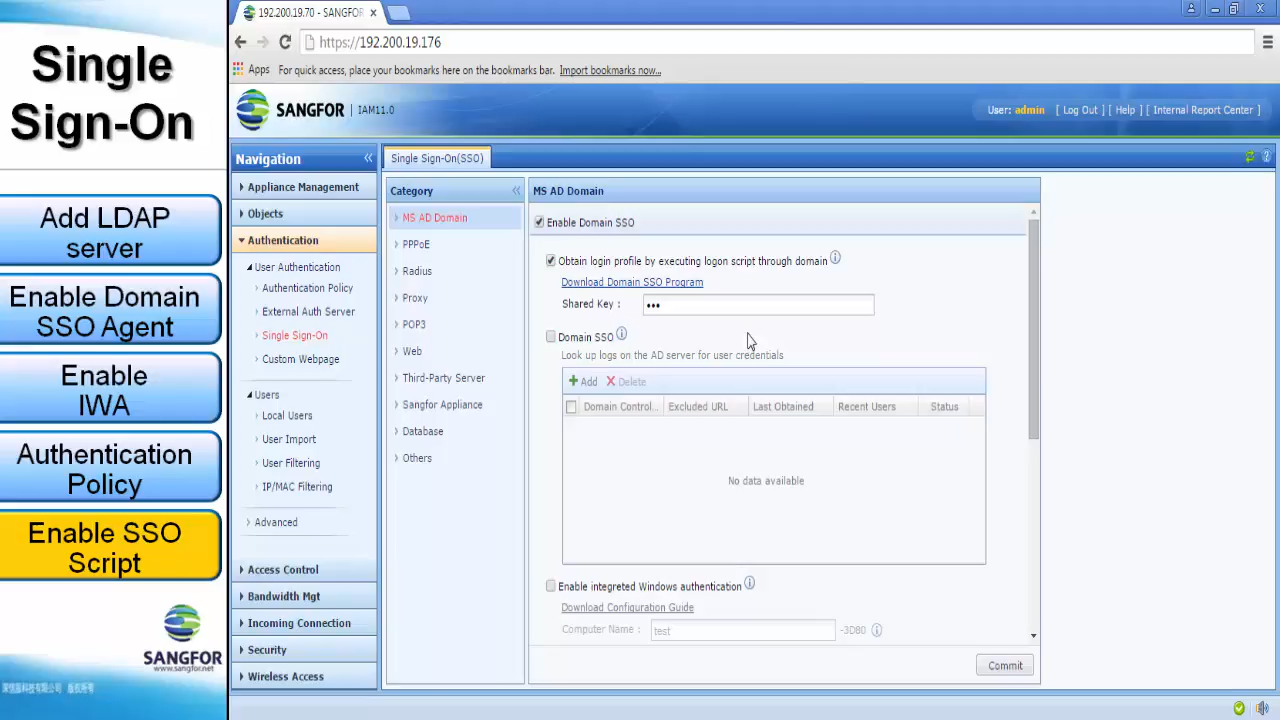 Single
Sign-On
Add LDAP
server
Enable Domain
SSO Agent
Enable
IWA
Authentication
Policy
Enable SSO
Script
SANGFOR
www.sangfor.net
192.200.19.70 - SANGFOR
https://192.200.19.176
Apps For quick access, place your bookmarks here on the bookmarks bar. Import bookmarks now...
SANGFOR | IAM11.0
User: admin [ Log Out ] [ Help ] [ Internal Report Center ]
Navigation
Appliance Management
Objects
Authentication
User Authentication
Authentication Policy
External Auth Server
Single Sign-On
Custom Webpage
Users
Local Users
User Import
User Filtering
IP/MAC Filtering
Advanced
Access Control
Bandwidth Mgt
Incoming Connection
Security
Wireless Access
Single Sign-On(SSO)
Category
MS AD Domain
PPPoE
Radius
Proxy
POP3
Web
Third-Party Server
Sangfor Appliance
Database
Others
MS AD Domain
Enable Domain SSO
Obtain login profile by executing logon script through domain
Download Domain SSO Program
Shared Key : •••
Domain SSO
Look up logs on the AD server for user credentials
Add Delete
Domain Control... Excluded URL Last Obtained Recent Users Status
No data available
Enable integreted Windows authentication
Download Configuration Guide
Computer Name : test -3D80
Commit